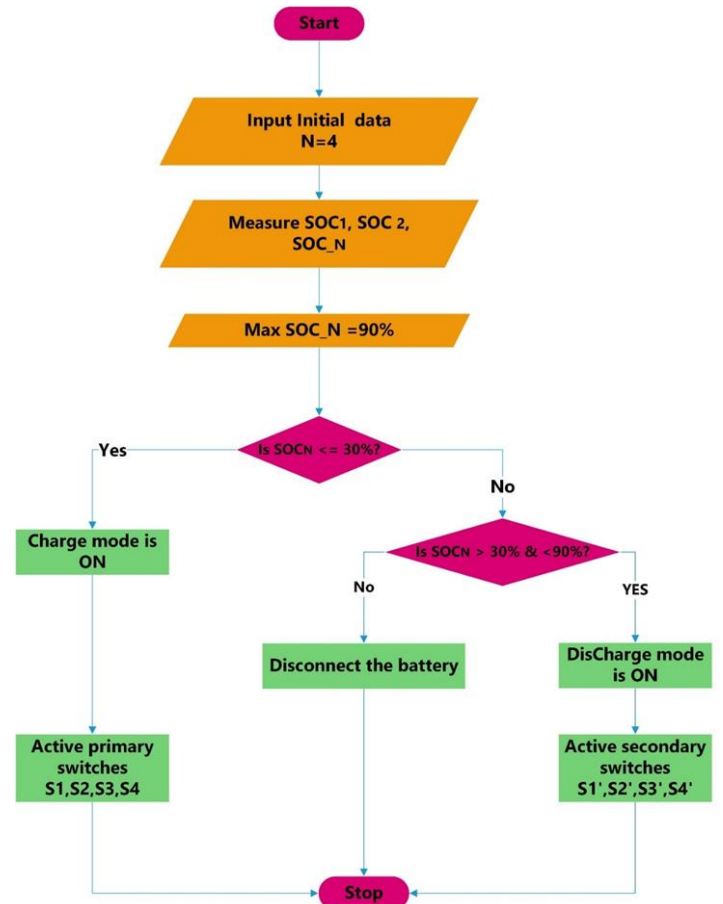 Start
Input Initial data
N=4
Measure SOC1, SOC 2,
SOC_N
Max SOC_N =90%
Is SOCN <= 30%?
Yes
No
Charge mode is
ON
Is SOCN > 30% & <90%?
No
YES
Disconnect the battery
DisCharge mode
is ON
Active primary
switches
S1,S2,S3,S4
Active secondary
switches
S1',S2',S3',S4'
Stop